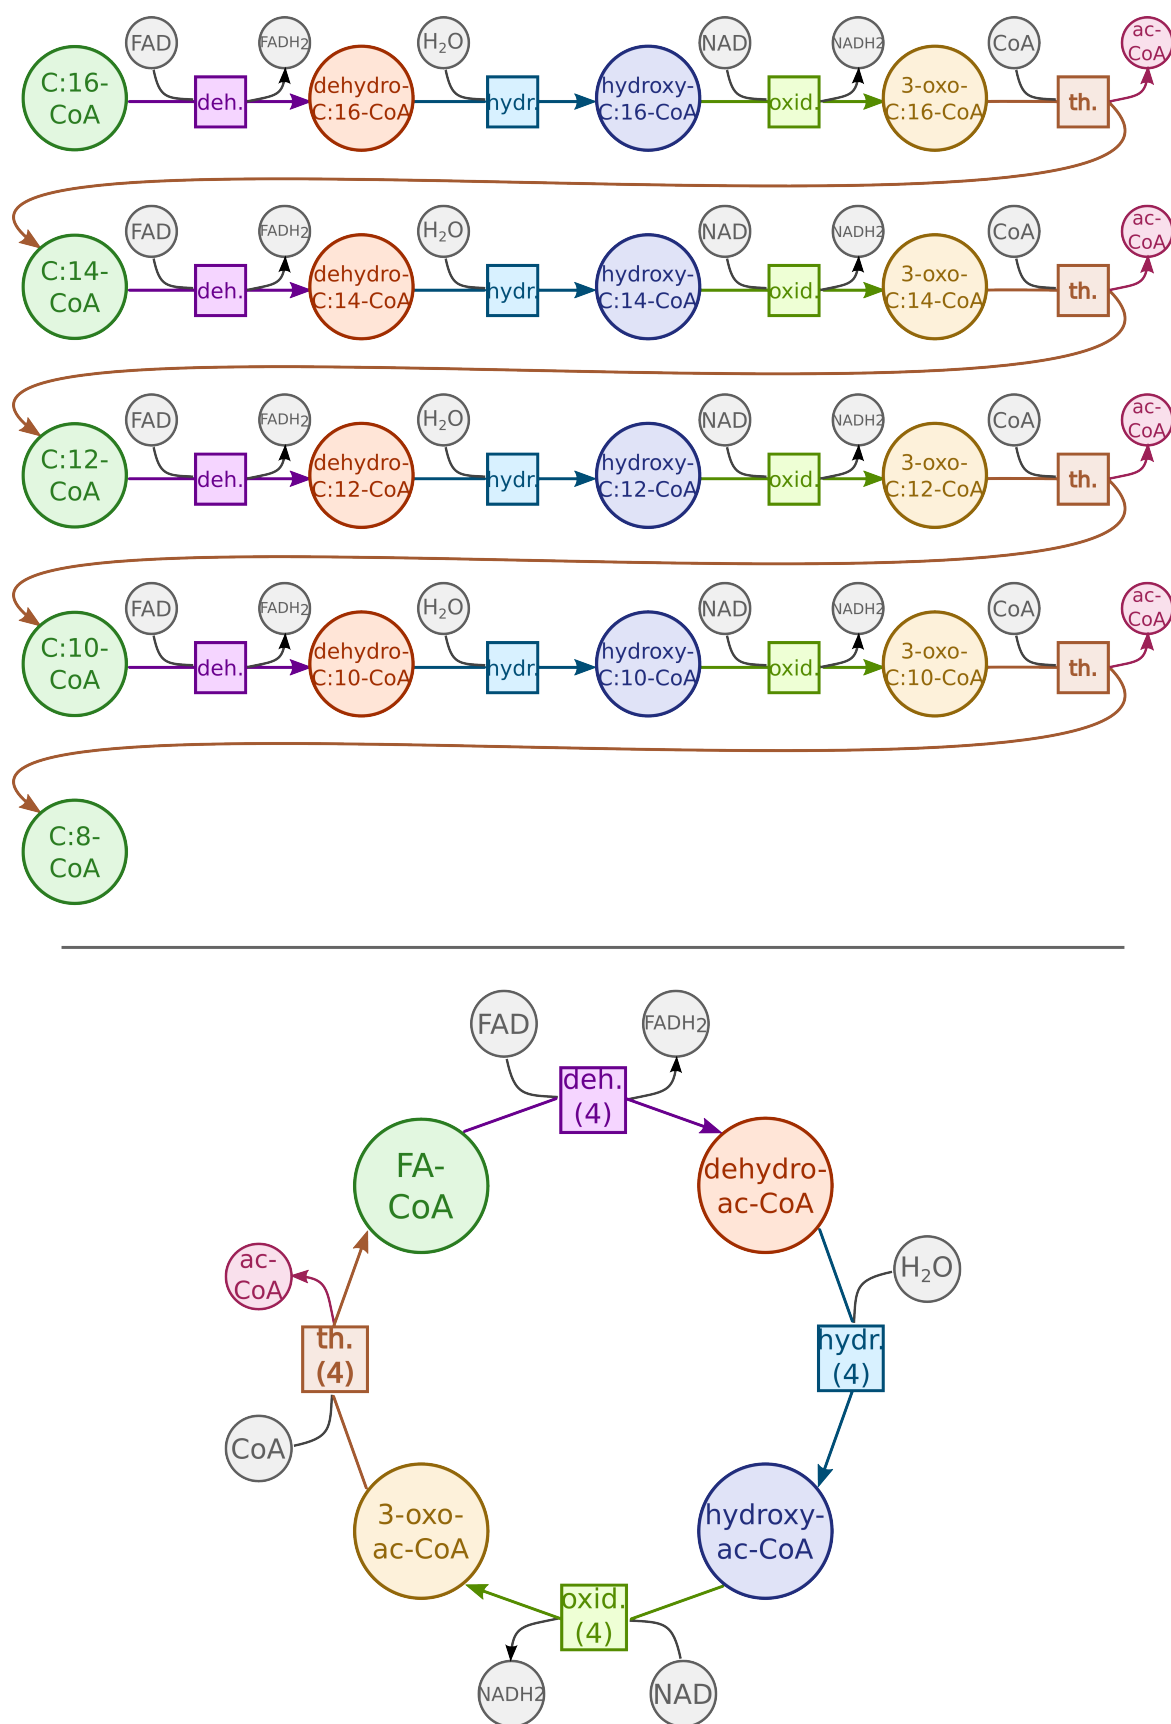 FAD
FADH2
H2O
NAD
NADH2
CoA
ac-
CoA
C:16-
CoA
deh.
dehydro-
C:16-CoA
hydr.
hydroxy-
C:16-CoA
oxid.
3-oxo-
C:16-CoA
th.
FAD
FADH2
H2O
NAD
NADH2
CoA
ac-
CoA
C:14-
CoA
deh.
dehydro-
C:14-CoA
hydr.
hydroxy-
C:14-CoA
oxid.
3-oxo-
C:14-CoA
th.
FAD
FADH2
H2O
NAD
NADH2
CoA
ac-
CoA
C:12-
CoA
deh.
dehydro-
C:12-CoA
hydr.
hydroxy-
C:12-CoA
oxid.
3-oxo-
C:12-CoA
th.
FAD
FADH2
H2O
NAD
NADH2
CoA
ac-
CoA
C:10-
CoA
deh.
dehydro-
C:10-CoA
hydr.
hydroxy-
C:10-CoA
oxid.
3-oxo-
C:10-CoA
th.
C:8-
CoA
FAD
FADH2
deh.
(4)
FA-
CoA
dehydro-
ac-CoA
ac-
CoA
H2O
th.
(4)
hydr.
(4)
CoA
3-oxo-
ac-CoA
hydroxy-
ac-CoA
oxid.
(4)
NADH2
NAD